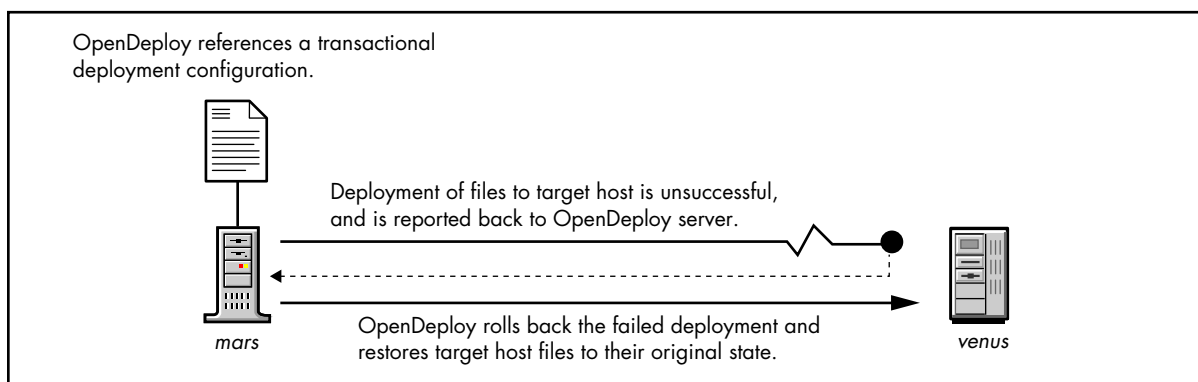 OpenDeploy references a transactional
deployment configuration.
Deployment of files to target host is unsuccessful,
and is reported back to OpenDeploy server.
OpenDeploy rolls back the failed deployment and
restores target host files to their original state.
mars
venus